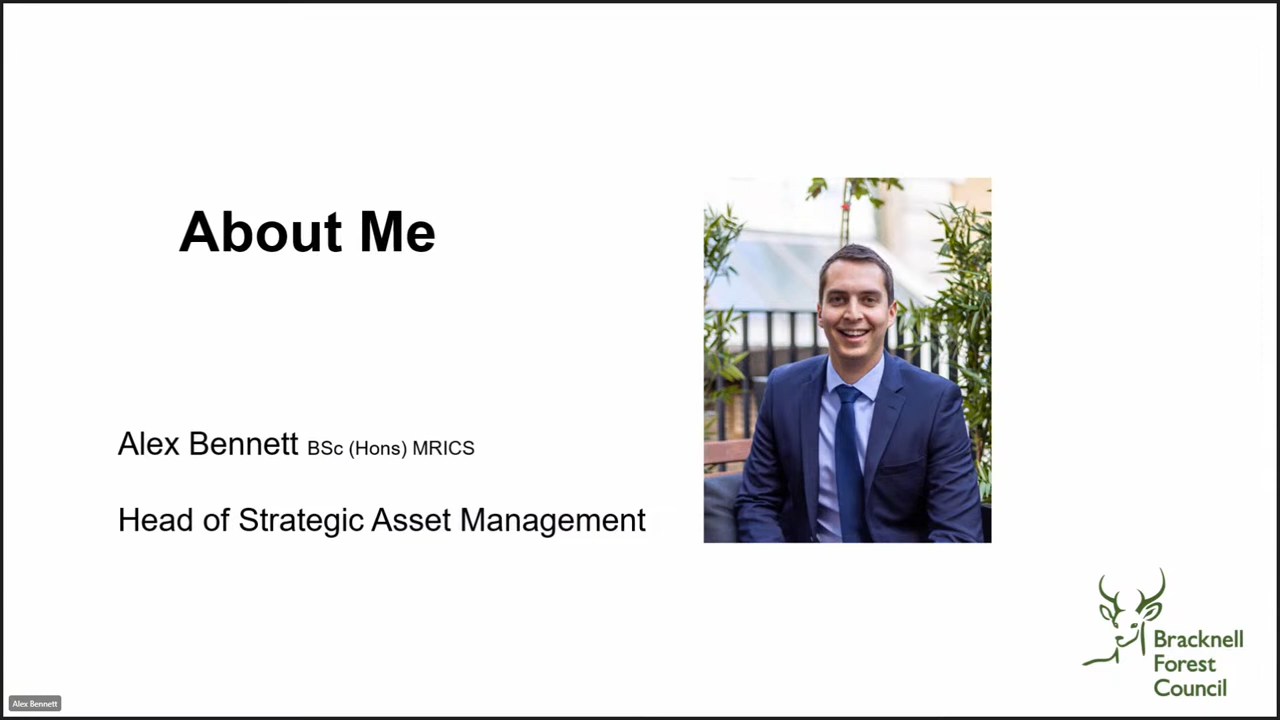 About Me
Alex Bennett BSc (Hons) MRICS
Head of Strategic Asset Management
Bracknell
Forest
Council
Alex Bennett